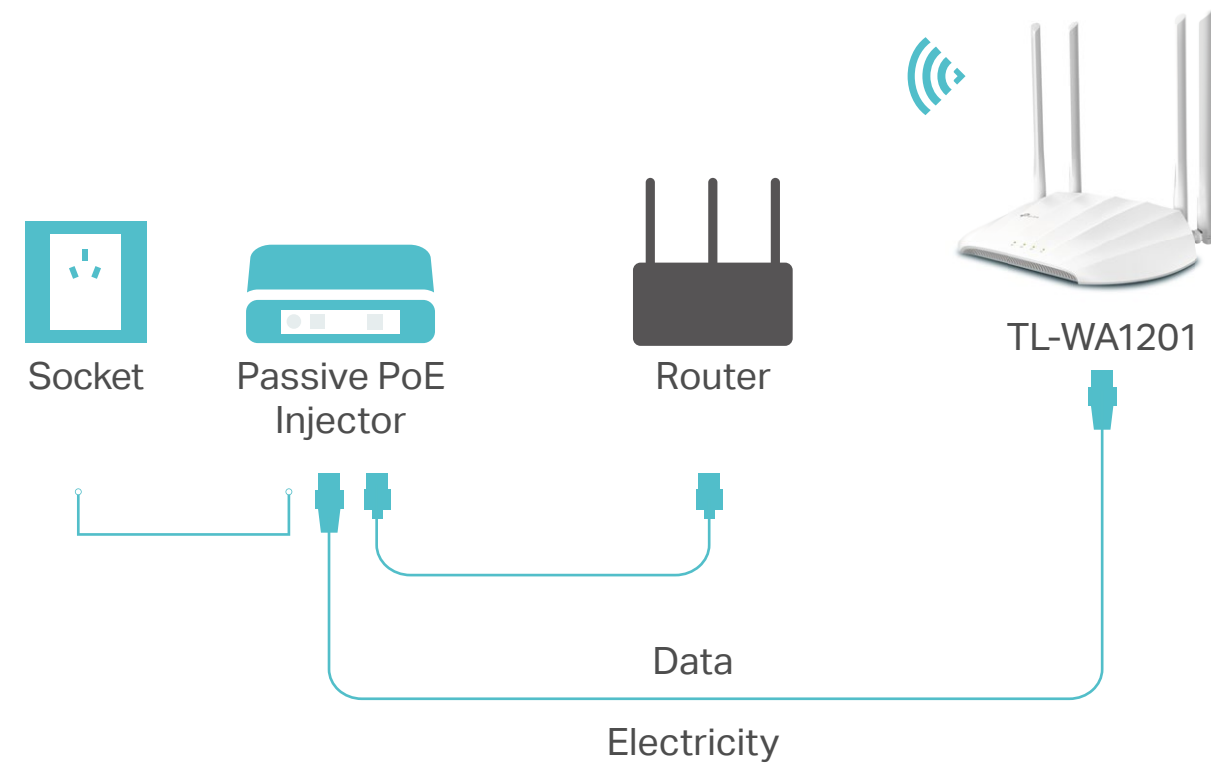 TL-WA1201
Socket
Passive PoE
Injector
Router
Data
Electricity